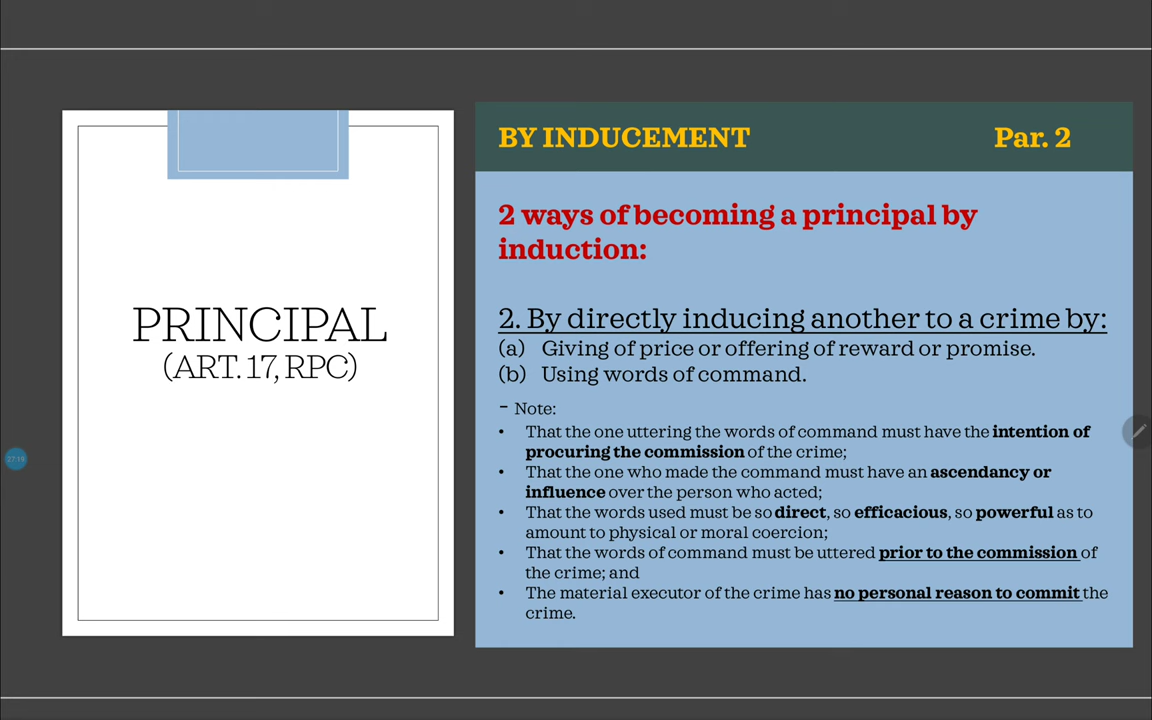 PRINCIPAL
(ART. 17, RPC)
BY INDUCEMENT Par. 2
2 ways of becoming a principal by
induction:
2. By directly inducing another to a crime by:
(a) Giving of price or offering of reward or promise.
(b) Using words of command.
- Note:
• That the one uttering the words of command must have the intention of
procuring the commission of the crime;
• That the one who made the command must have an ascendancy or
influence over the person who acted;
• That the words used must be so direct, so efficacious, so powerful as to
amount to physical or moral coercion;
• That the words of command must be uttered prior to the commission of
the crime; and
• The material executor of the crime has no personal reason to commit the
crime.